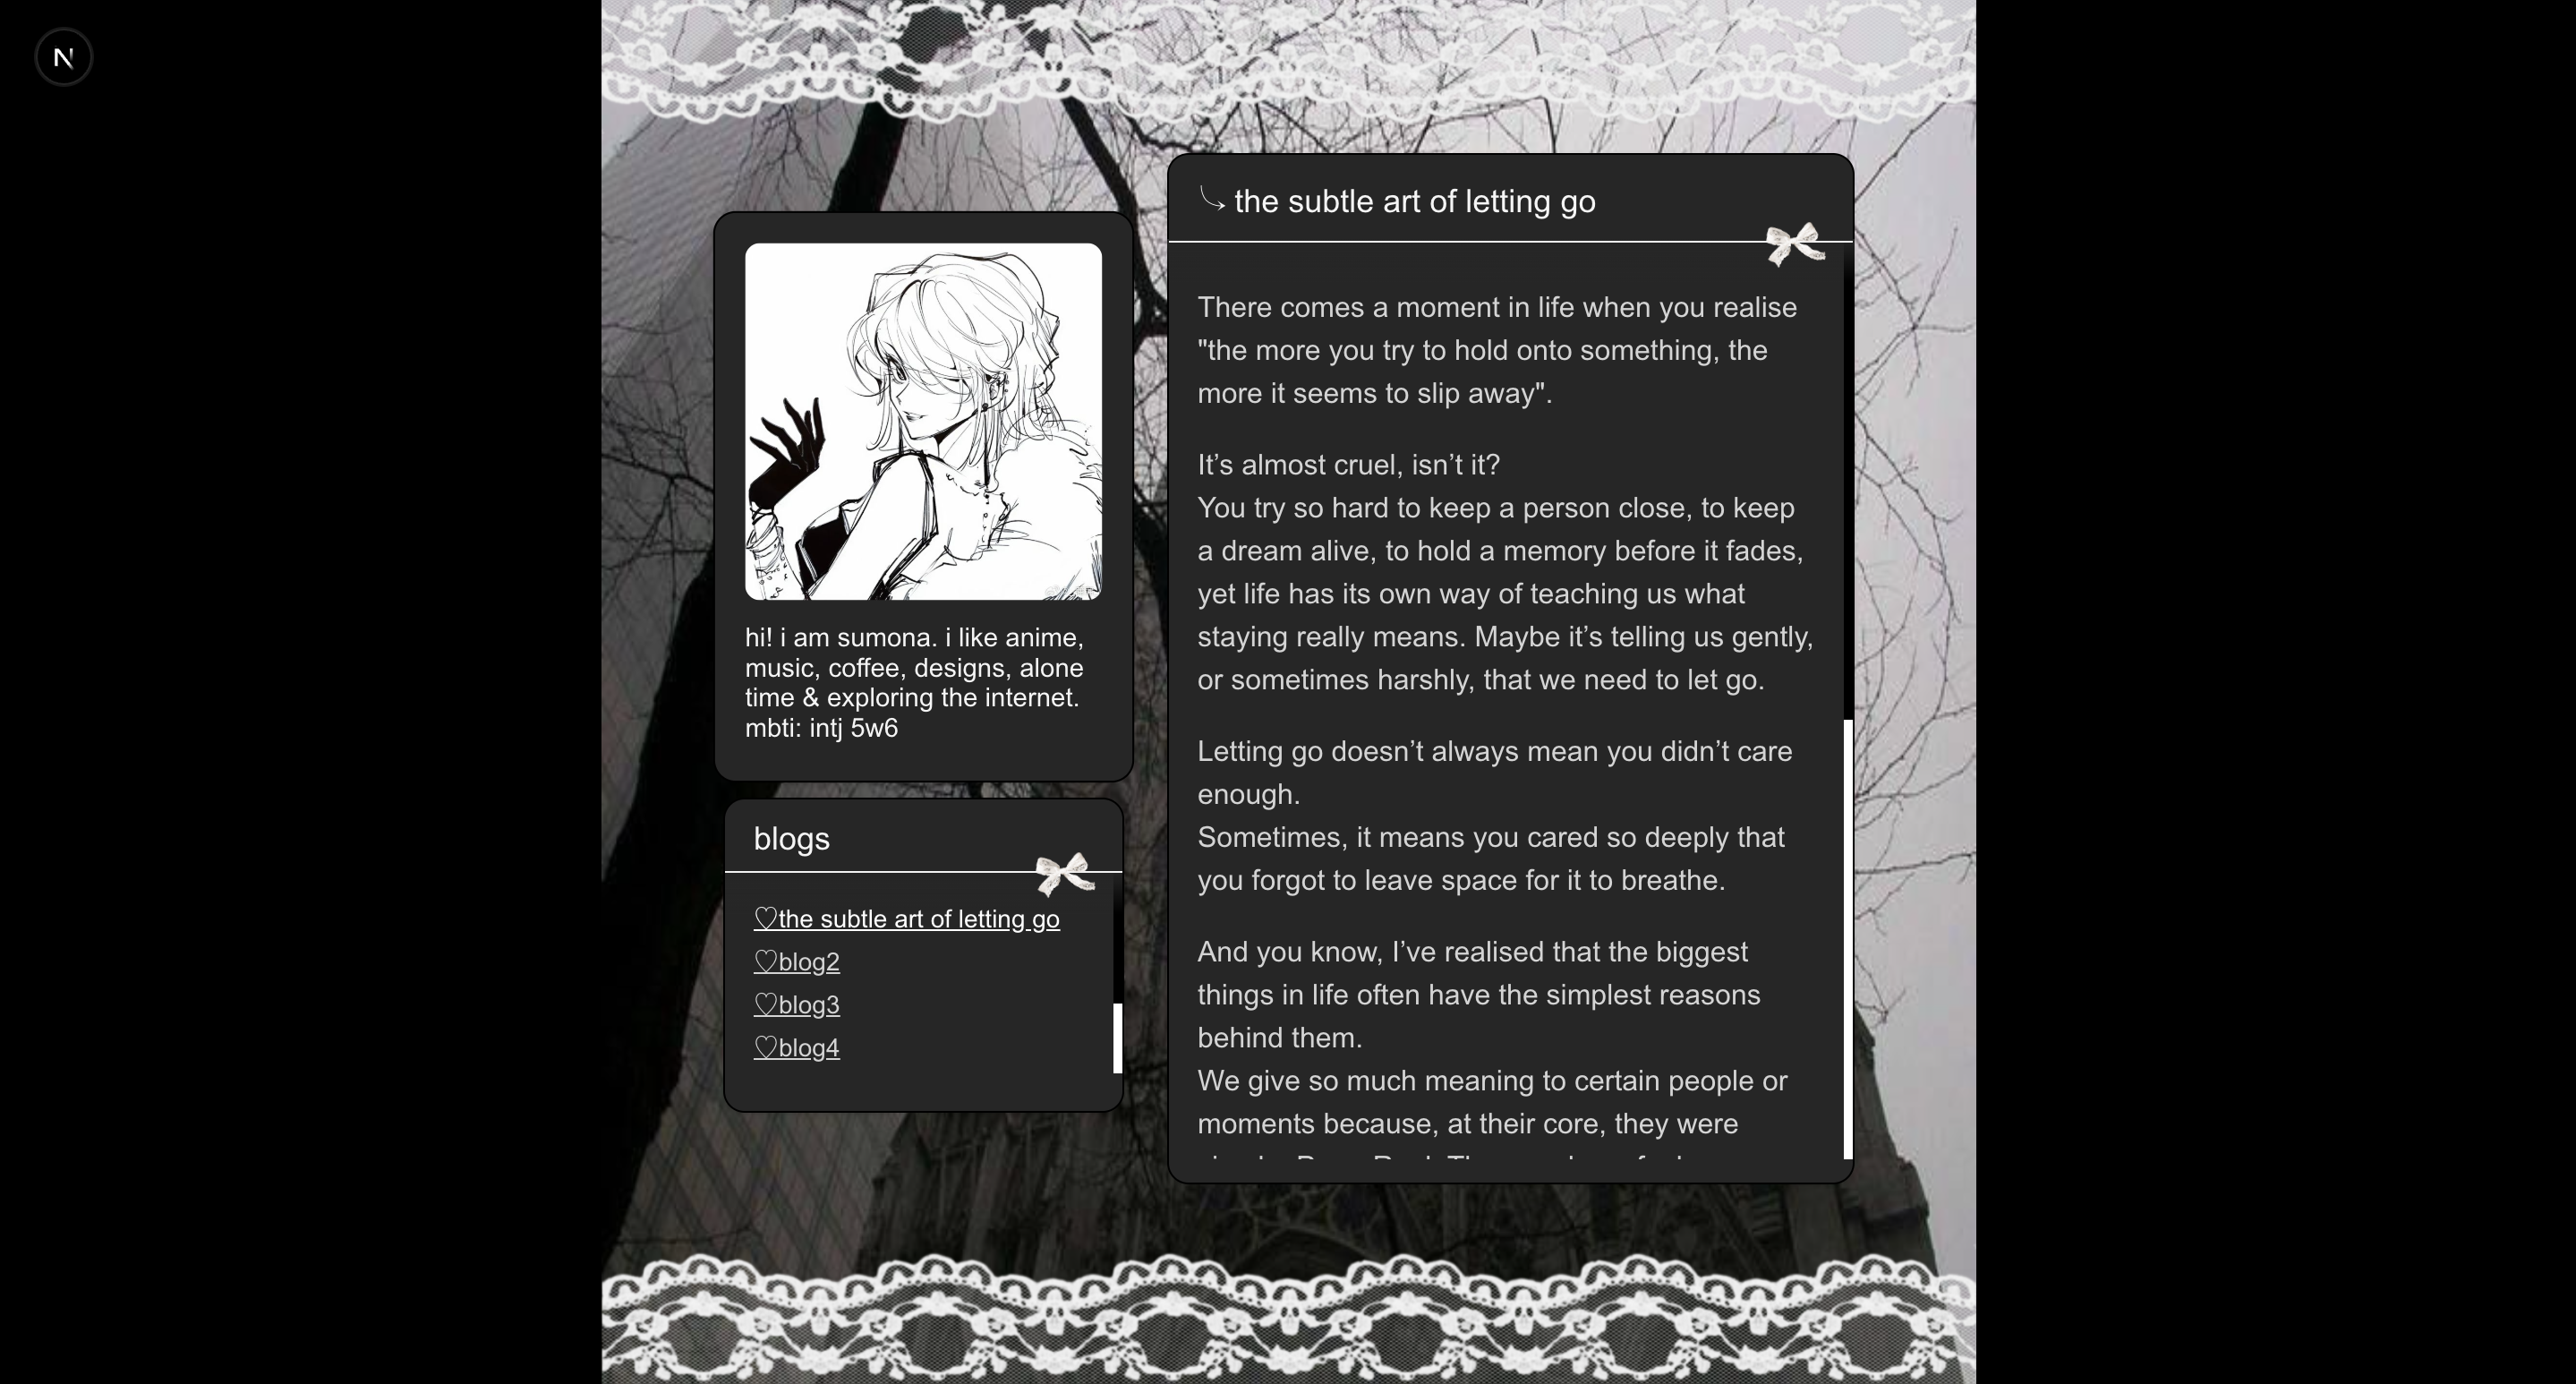 N
hi! i am sumona. i like anime,
music, coffee, designs, alone
time & exploring the internet.
mbti: intj 5w6
blogs
♡the subtle art of letting go
♡blog2
♡blog3
♡blog4
⤷ the subtle art of letting go
There comes a moment in life when you realise
"the more you try to hold onto something, the
more it seems to slip away".
It’s almost cruel, isn’t it?
You try so hard to keep a person close, to keep
a dream alive, to hold a memory before it fades,
yet life has its own way of teaching us what
staying really means. Maybe it’s telling us gently,
or sometimes harshly, that we need to let go.
Letting go doesn’t always mean you didn’t care
enough.
Sometimes, it means you cared so deeply that
you forgot to leave space for it to breathe.
And you know, I’ve realised that the biggest
things in life often have the simplest reasons
behind them.
We give so much meaning to certain people or
moments because, at their core, they were